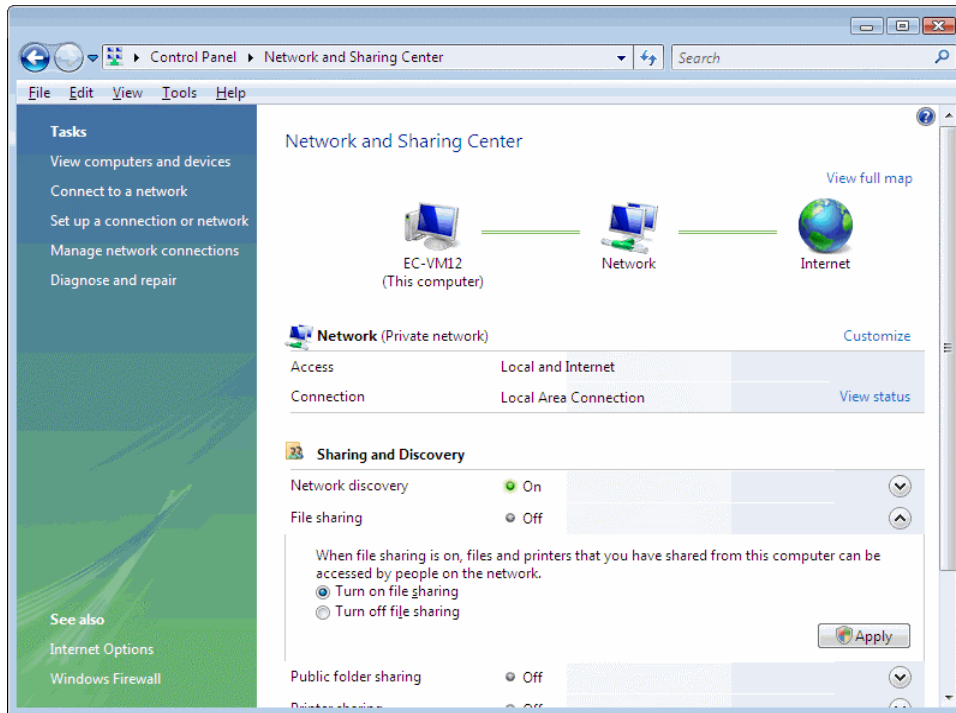 Control Panel
Network and Sharing Center
Search
File Edit View Tools Help
Tasks
View computers and devices
Connect to a network
Set up a connection or network
Manage network connections
Diagnose and repair
See also
Internet Options
Windows Firewall
Network and Sharing Center
View full map
EC-VM12
(This computer)
Network
Internet
Network (Private network)
Customize
Access
Local and Internet
Connection
Local Area Connection
View status
Sharing and Discovery
Network discovery
On
File sharing
Off
When file sharing is on, files and printers that you have shared from this computer can be
accessed by people on the network.
Turn on file sharing
Turn off file sharing
Apply
Public folder sharing
Off
Printer sharing
Off